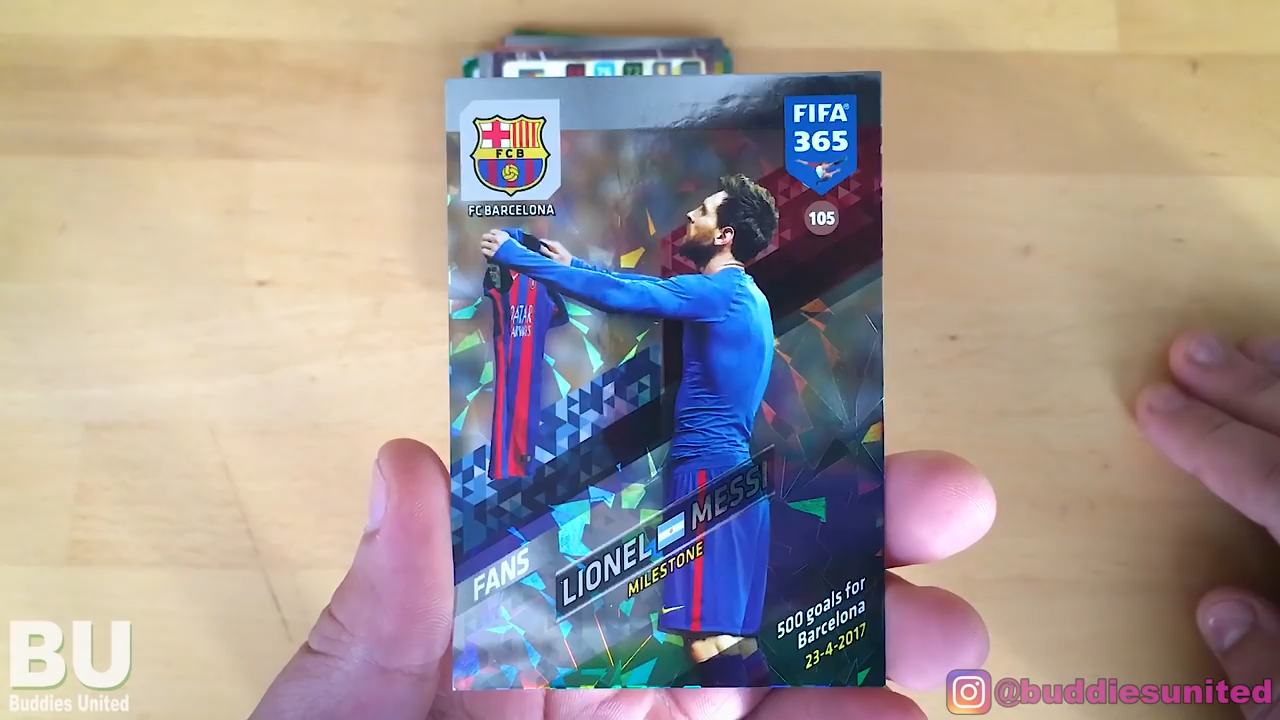 FCB
FC BARCELONA
FIFA
365
105
QATAR
AIRWAYS
FANS
LIONEL MESSI
MILESTONE
500 goals for
Barcelona
23-4-2017
BU
Buddies United
@buddiesunited